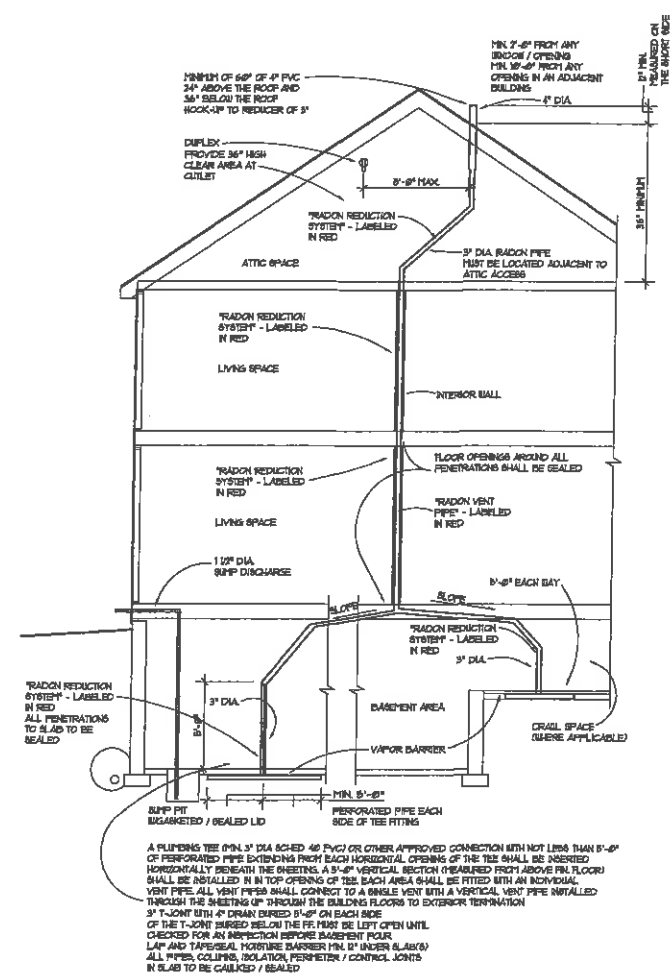 MINIMUM OF 60" OF 4" PVC
24" ABOVE THE ROOF AND
36" BELOW THE ROOF
HOOK-UP TO REDUCER OF 3"
MIN. 2'-0" FROM ANY
WINDOW / OPENING
MIN. 10'-0" FROM ANY
OPENING IN AN ADJACENT
BUILDING
4" DIA.
12" MIN.
MEASURED ON
THE SHORT SIDE
36" MINIMUM
DUPLEX
PROVIDE 36" HIGH
CLEAR AREA AT
OUTLET
6'-0" MAX.
"RADON REDUCTION
SYSTEM" - LABELED
IN RED
ATTIC SPACE
3" DIA. RADON PIPE
MUST BE LOCATED ADJACENT TO
ATTIC ACCESS
"RADON REDUCTION
SYSTEM" - LABELED
IN RED
LIVING SPACE
INTERIOR WALL
FLOOR OPENINGS AROUND ALL
PENETRATIONS SHALL BE SEALED
"RADON REDUCTION
SYSTEM" - LABELED
IN RED
"RADON VENT
PIPE" - LABELED
IN RED
LIVING SPACE
1 1/2" DIA.
SUMP DISCHARGE
5'-0" EACH WAY
SLOPE
SLOPE
"RADON REDUCTION
SYSTEM" - LABELED
IN RED
3" DIA.
"RADON REDUCTION
SYSTEM" - LABELED
IN RED
ALL PENETRATIONS
TO SLAB TO BE
SEALED
3" DIA.
5'-0"
BASEMENT AREA
CRAWL SPACE
(WHERE APPLICABLE)
VAPOR BARRIER
MIN. 5'-0"
SUMP PIT
W/GASKETED / SEALED LID
PERFORATED PIPE EACH
SIDE OF TEE FITTING
A PLUMBING TEE (MIN. 3" DIA SCHED 40 PVC) OR OTHER APPROVED CONNECTION WITH NOT LESS THAN 5'-0"
OF PERFORATED PIPE EXTENDING FROM EACH HORIZONTAL OPENING OF THE TEE SHALL BE INSERTED
HORIZONTALLY BENEATH THE SHEETING. A 5'-0" VERTICAL SECTION (MEASURED FROM ABOVE FIN. FLOOR)
SHALL BE INSTALLED IN TOP OPENING OF TEE. EACH AREA SHALL BE FITTED WITH AN INDIVIDUAL
VENT PIPE. ALL VENT PIPES SHALL CONNECT TO A SINGLE VENT WITH A VERTICAL VENT PIPE INSTALLED
THROUGH THE SHEETING UP THROUGH THE BUILDING FLOORS TO EXTERIOR TERMINATION
3" T-JOINT WITH 4" DRAIN BURIED 5'-0" ON EACH SIDE
OF THE T-JOINT BURIED BELOW THE FF. MUST BE LEFT OPEN UNTIL
CHECKED FOR AN INSPECTION BEFORE BASEMENT POUR
LAP AND TAPE/SEAL MOISTURE BARRIER MIN. 12" UNDER SLAB(S)
ALL PIPES, COLUMNS, ISOLATION, PERIMETER / CONTROL JOINTS
IN SLAB TO BE CAULKED / SEALED